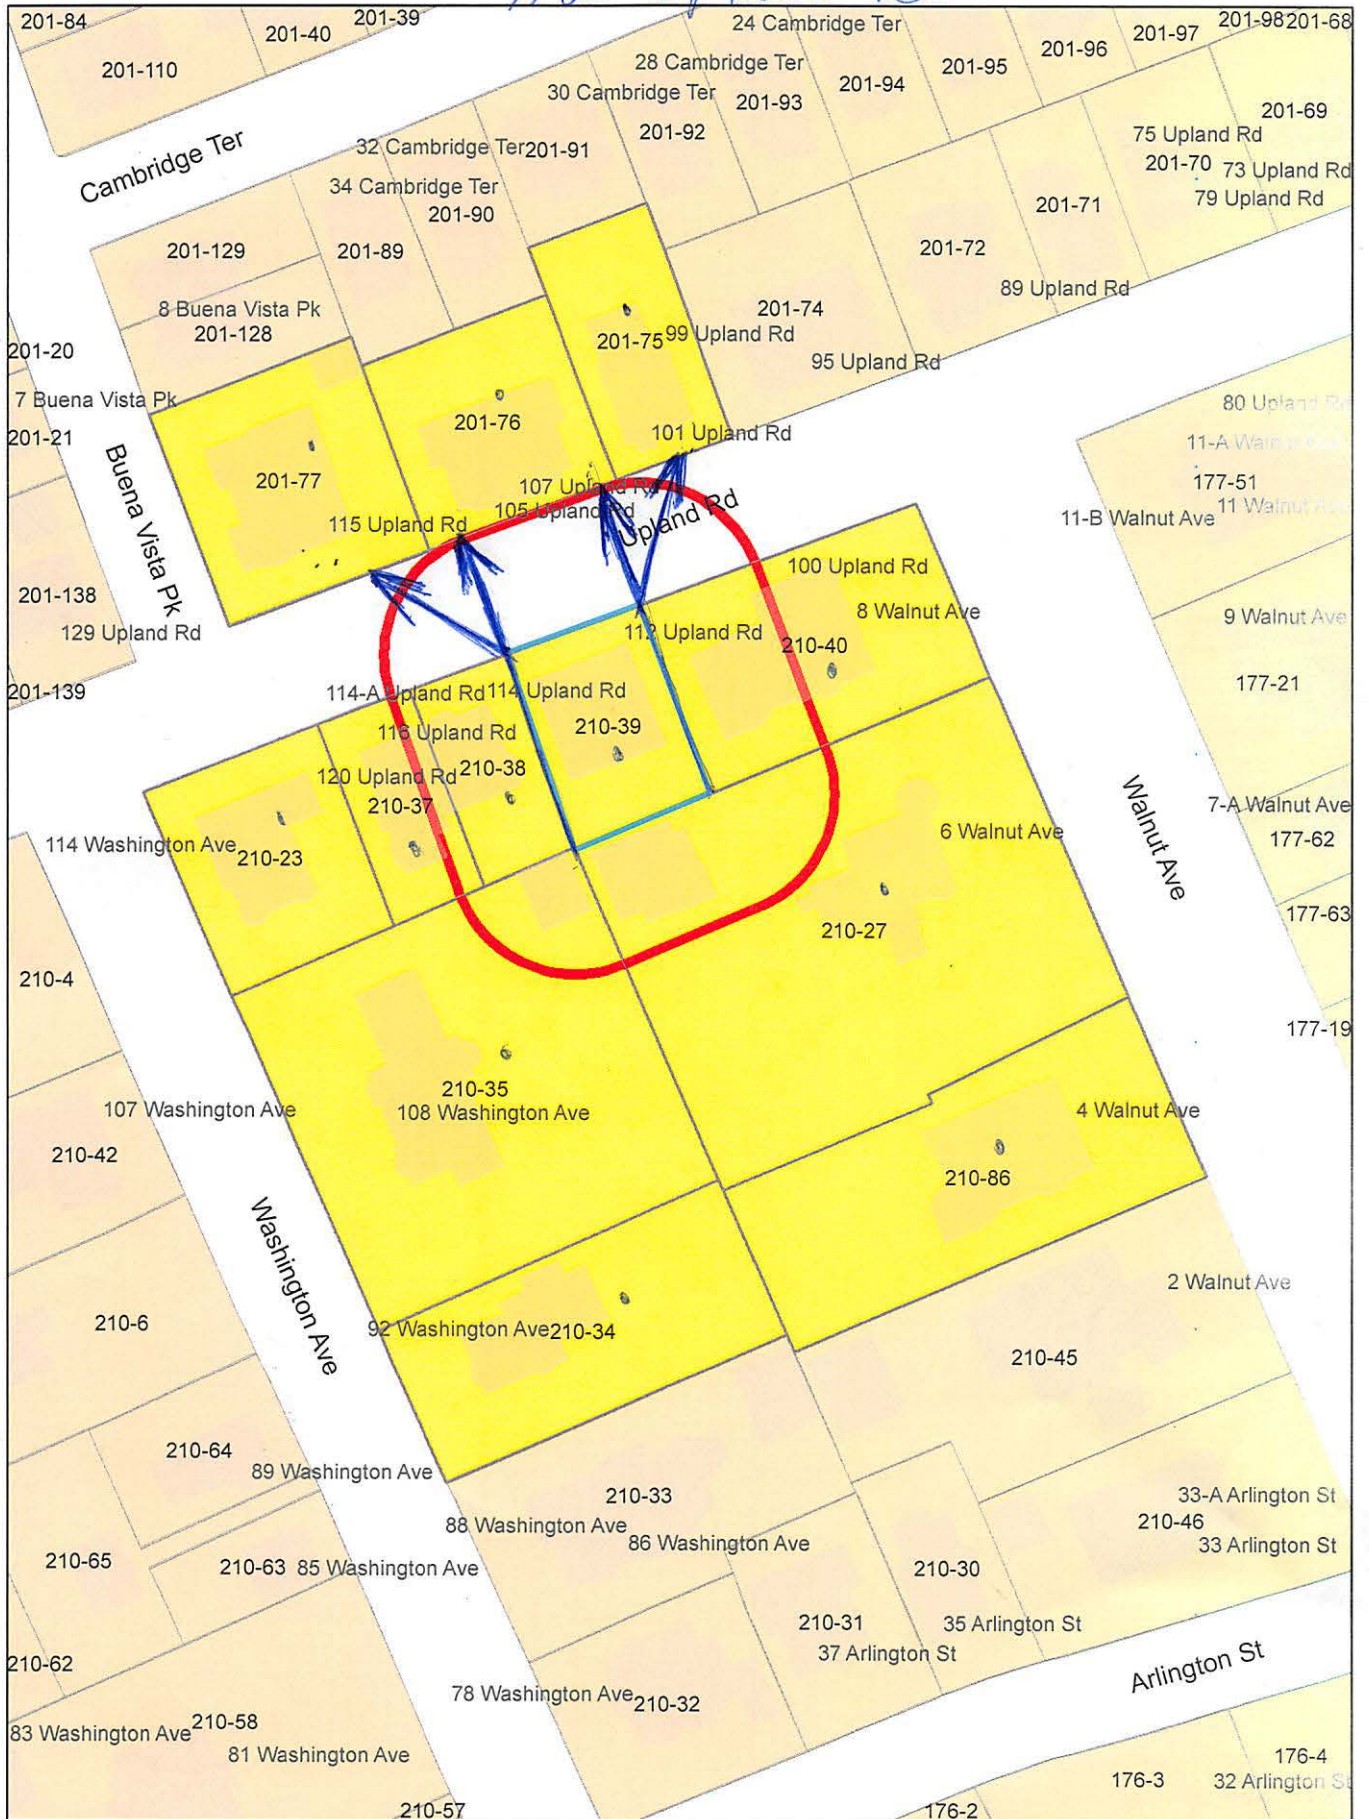 201-84
201-39
201-40
201-110
24 Cambridge Ter
201-97
201-98
201-68
201-96
28 Cambridge Ter
201-95
201-94
30 Cambridge Ter
201-93
201-92
201-69
75 Upland Rd
201-70
73 Upland Rd
79 Upland Rd
Cambridge Ter
32 Cambridge Ter
201-91
34 Cambridge Ter
201-90
201-71
201-129
201-89
201-72
89 Upland Rd
8 Buena Vista Pk
201-128
201-74
201-75
99 Upland Rd
95 Upland Rd
201-20
7 Buena Vista Pk
201-21
80 Upland Rd
201-76
101 Upland Rd
201-77
Buena Vista Pk
177-51
107 Upland Rd
105 Upland Rd
Upland Rd
115 Upland Rd
11-B Walnut Ave
11 Walnut Ave
100 Upland Rd
201-138
129 Upland Rd
8 Walnut Ave
9 Walnut Ave
112 Upland Rd
210-40
201-139
177-21
114-A Upland Rd
114 Upland Rd
116 Upland Rd
210-39
120 Upland Rd
210-38
210-37
Walnut Ave
7-A Walnut Ave
114 Washington Ave
210-23
6 Walnut Ave
177-62
177-63
210-27
210-4
177-19
210-35
107 Washington Ave
108 Washington Ave
4 Walnut Ave
210-42
210-86
Washington Ave
2 Walnut Ave
210-6
92 Washington Ave
210-34
210-45
210-64
89 Washington Ave
210-33
88 Washington Ave
86 Washington Ave
33-A Arlington St
210-46
33 Arlington St
210-65
210-63
85 Washington Ave
210-30
210-31
35 Arlington St
37 Arlington St
210-62
Arlington St
78 Washington Ave
210-32
83 Washington Ave
210-58
81 Washington Ave
176-4
176-3
32 Arlington St
210-57
176-2